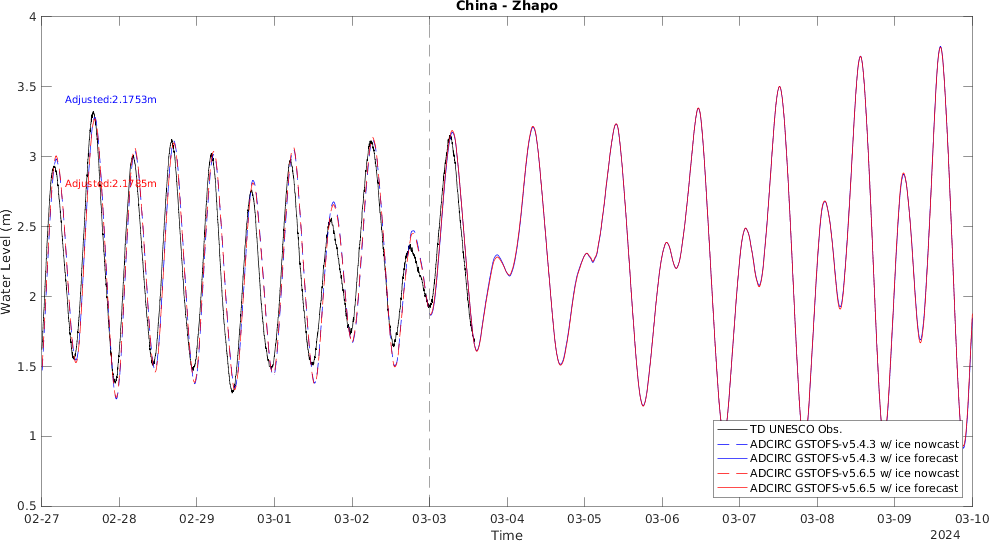 China - Zhapo
4
3.5
3
2.5
2
1.5
1
0.5
Water Level (m)
Adjusted:2.1753m
Adjusted:2.1785m
TD UNESCO Obs.
ADCIRC GSTOFS-v5.4.3 w/ ice nowcast
ADCIRC GSTOFS-v5.4.3 w/ ice forecast
ADCIRC GSTOFS-v5.6.5 w/ ice nowcast
ADCIRC GSTOFS-v5.6.5 w/ ice forecast
02-27 02-28 02-29 03-01 03-02 03-03 03-04 03-05 03-06 03-07 03-08 03-09 03-10
Time
2024